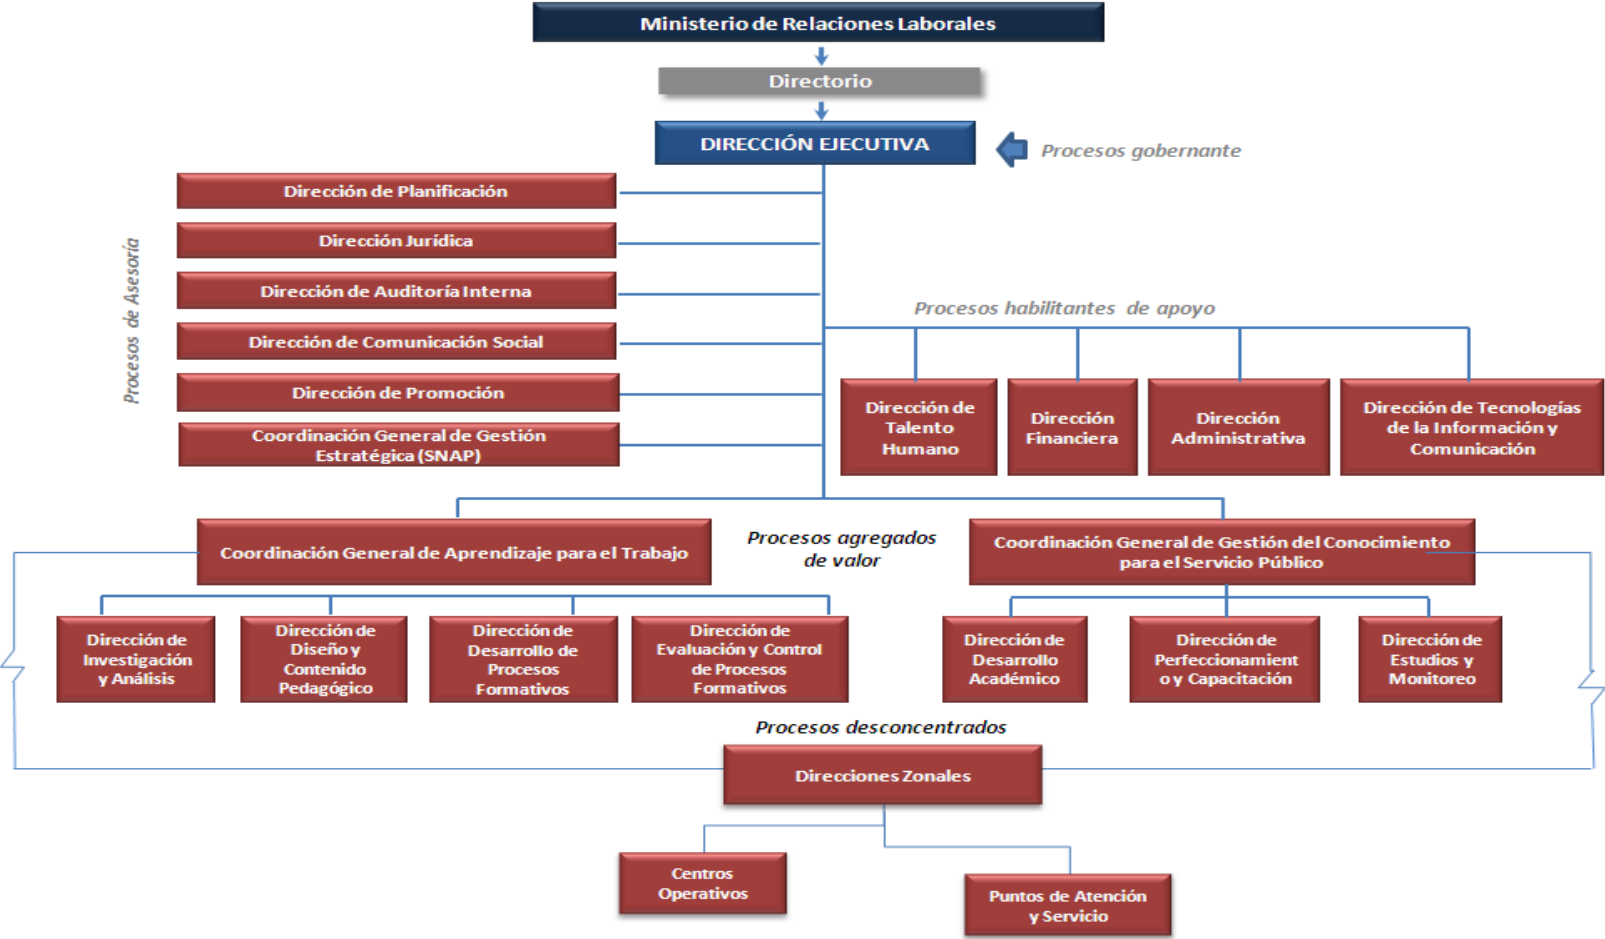 Ministerio de Relaciones Laborales
Directorio
DIRECCIÓN EJECUTIVA
Procesos gobernante
Procesos de Asesoría
Dirección de Planificación
Dirección Jurídica
Dirección de Auditoría Interna
Dirección de Comunicación Social
Dirección de Promoción
Coordinación General de Gestión
Estratégica (SNAP)
Procesos habilitantes de apoyo
Dirección de
Talento
Humano
Dirección
Financiera
Dirección
Administrativa
Dirección de Tecnologías
de la Información y
Comunicación
Coordinación General de Aprendizaje para el Trabajo
Procesos agregados
de valor
Coordinación General de Gestión del Conocimiento
para el Servicio Público
Dirección de
Investigación
y Análisis
Dirección de
Diseño y
Contenido
Pedagógico
Dirección de
Desarrollo de
Procesos
Formativos
Dirección de
Evaluación y Control
de Procesos
Formativos
Dirección de
Desarrollo
Académico
Dirección de
Perfeccionamient
o y Capacitación
Dirección de
Estudios y
Monitoreo
Procesos desconcentrados
Direcciones Zonales
Centros
Operativos
Puntos de Atención
y Servicio